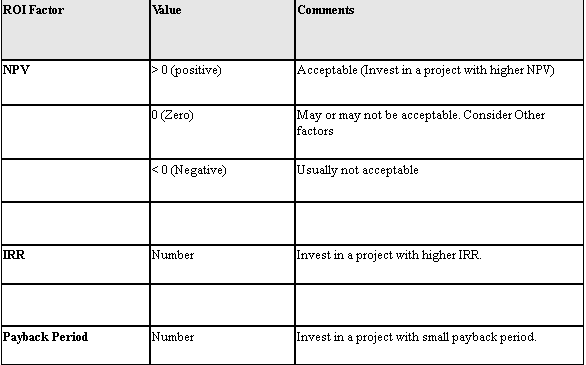 ROI Factor Value Comments
NPV > 0 (positive) Acceptable (Invest in a project with higher NPV)
0 (Zero) May or may not be acceptable. Consider Other
factors
< 0 (Negative) Usually not acceptable
IRR Number Invest in a project with higher IRR.
Payback Period Number Invest in a project with small payback period.